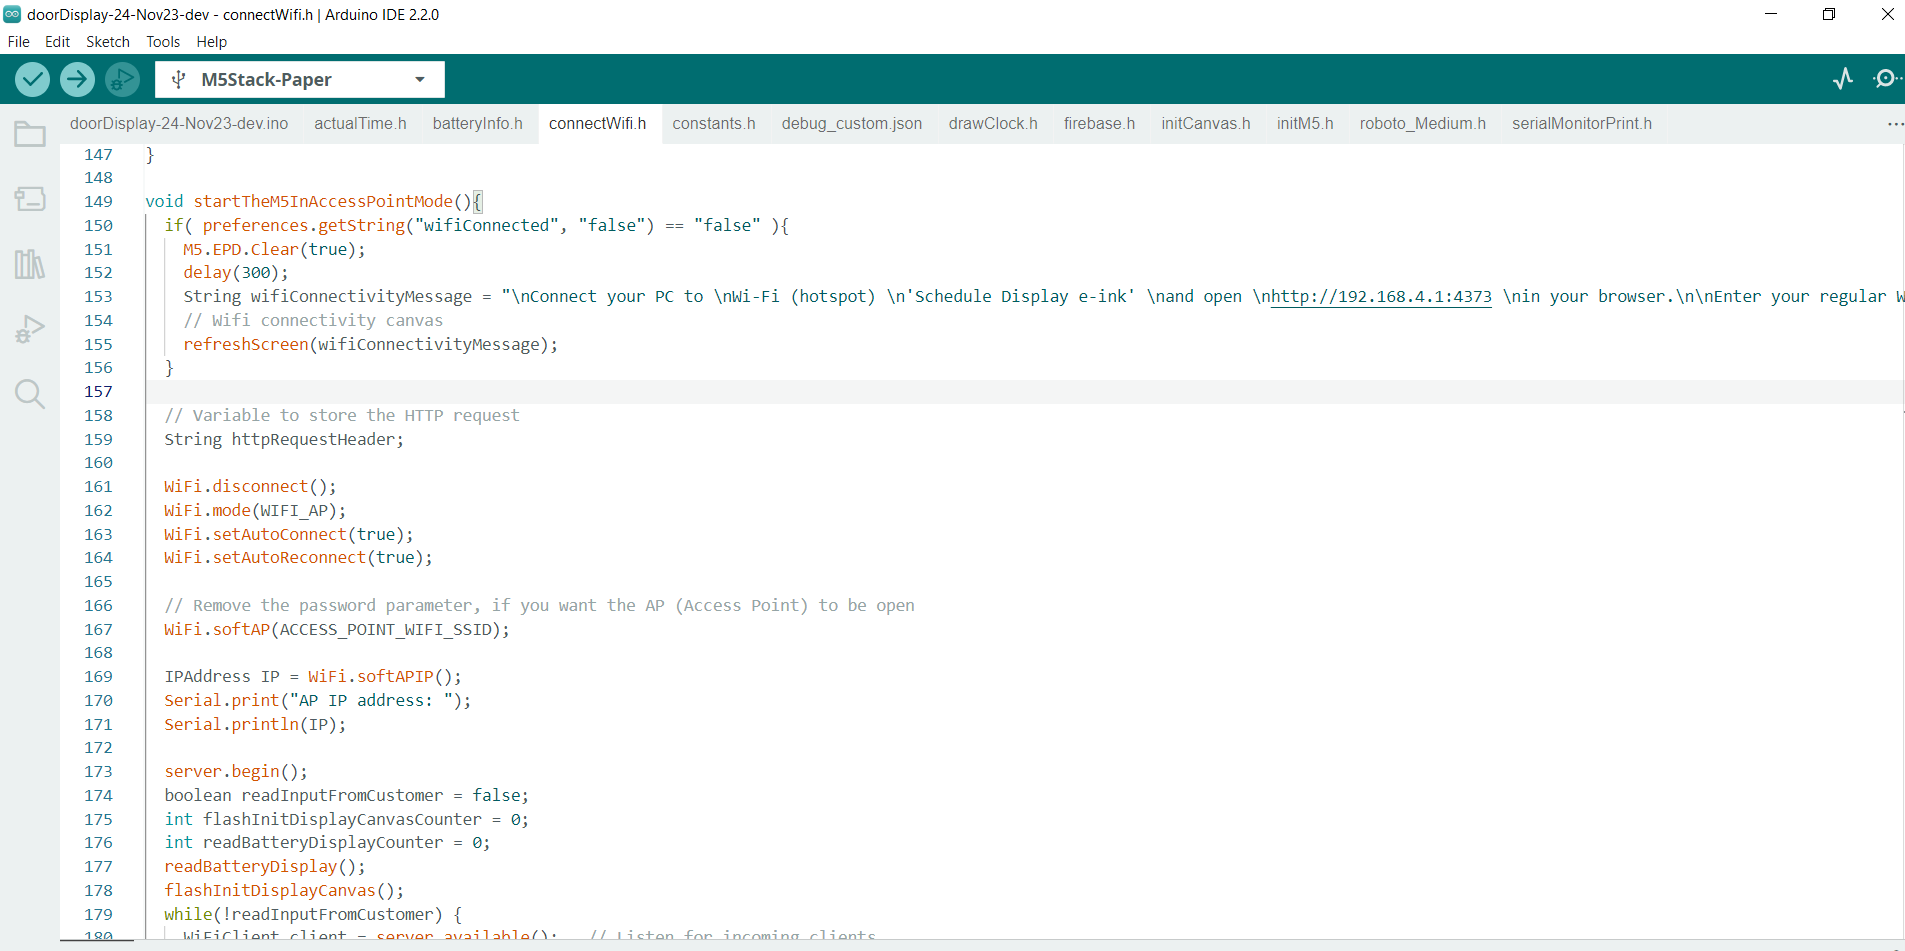 doorDisplay-24-Nov23-dev - connectWifi.h | Arduino IDE 2.2.0
File Edit Sketch Tools Help
M5Stack-Paper
doorDisplay-24-Nov23-dev.ino actualTime.h batteryInfo.h connectWifi.h constants.h debug_custom.json drawClock.h firebase.h initCanvas.h initM5.h roboto_Medium.h serialMonitorPrint.h ...
147 }
148
149 void startTheM5InAccessPointMode(){
150 if( preferences.getString("wifiConnected", "false") == "false" ){
151 M5.EPD.Clear(true);
152 delay(300);
153 String wifiConnectivityMessage = "\nConnect your PC to \nWi-Fi (hotspot) \n'Schedule Display e-ink' \nand open \nhttp://192.168.4.1:4373 \nin your browser.\n\nEnter your regular W
154 // Wifi connectivity canvas
155 refreshScreen(wifiConnectivityMessage);
156 }
157
158 // Variable to store the HTTP request
159 String httpRequestHeader;
160
161 WiFi.disconnect();
162 WiFi.mode(WIFI_AP);
163 WiFi.setAutoConnect(true);
164 WiFi.setAutoReconnect(true);
165
166 // Remove the password parameter, if you want the AP (Access Point) to be open
167 WiFi.softAP(ACCESS_POINT_WIFI_SSID);
168
169 IPAddress IP = WiFi.softAPIP();
170 Serial.print("AP IP address: ");
171 Serial.println(IP);
172
173 server.begin();
174 boolean readInputFromCustomer = false;
175 int flashInitDisplayCanvasCounter = 0;
176 int readBatteryDisplayCounter = 0;
177 readBatteryDisplay();
178 flashInitDisplayCanvas();
179 while(!readInputFromCustomer) {
180 WiFiClient client = server.available(); // Listen for incoming clients